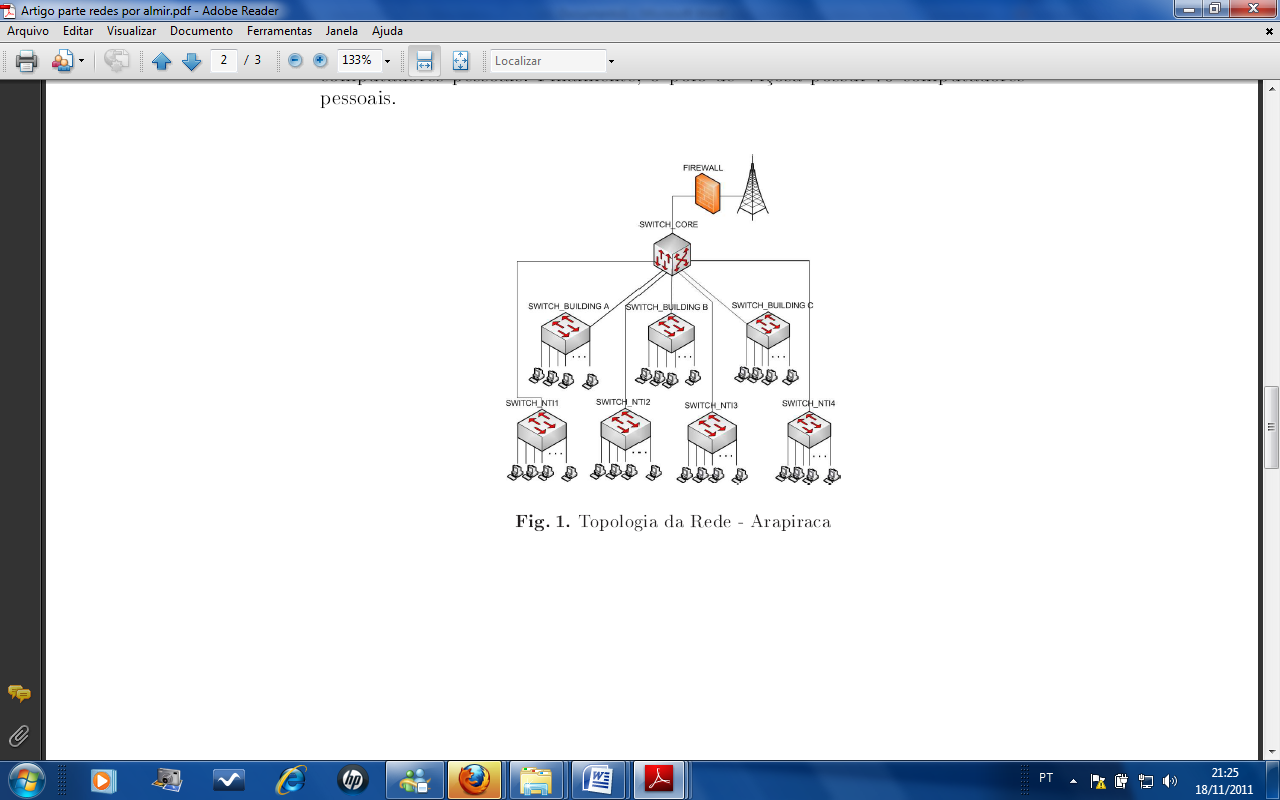 Artigo parte redes por almir.pdf - Adobe Reader
Arquivo Editar Visualizar Documento Ferramentas Janela Ajuda
2 / 3 133% Localizar
pessoais.
FIREWALL
SWITCH_CORE
SWITCH_BUILDING A SWITCH_BUILDING B SWITCH_BUILDING C
SWITCH_NTI1 SWITCH_NTI2 SWITCH_NTI3 SWITCH_NTI4
Fig. 1. Topologia da Rede - Arapiraca
hp
PT 21:25
18/11/2011